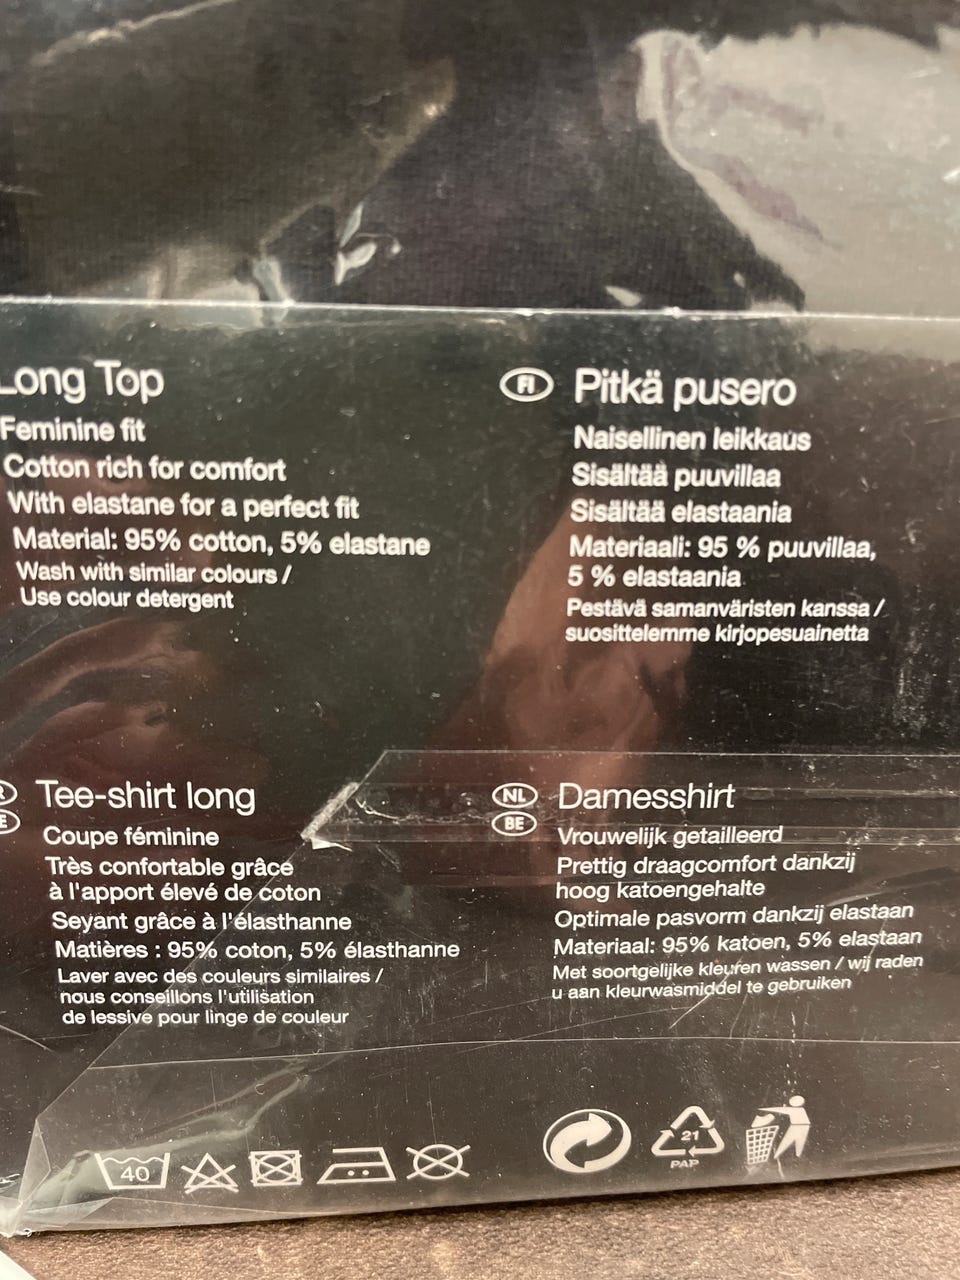 Long Top
Feminine fit
Cotton rich for comfort
With elastane for a perfect fit
Material: 95% cotton, 5% elastane
Wash with similar colours /
Use colour detergent
FI Pitkä pusero
Naisellinen leikkaus
Sisältää puuvillaa
Sisältää elastaania
Materiaali: 95 % puuvillaa,
5 % elastaania
Pestävä samanväristen kanssa /
suosittelemme kirjopesuainetta
Tee-shirt long
Coupe féminine
Très confortable grâce
à l'apport élevé de coton
Seyant grâce à l'élasthanne
Matières : 95% coton, 5% élasthanne
Laver avec des couleurs similaires /
nous conseillons l'utilisation
de lessive pour linge de couleur
NL Damesshirt
BE
Vrouwelijk getailleerd
Prettig draagcomfort dankzij
hoog katoengehalte
Optimale pasvorm dankzij elastaan
Materiaal: 95% katoen, 5% elastaan
Met soortgelijke kleuren wassen / wij raden
u aan kleurwasmiddel te gebruiken
40
21
PAP